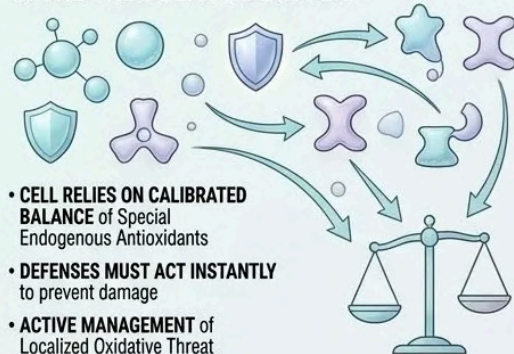 • CELL RELIES ON CALIBRATED
BALANCE of Special
Endogenous Antioxidants
• DEFENSES MUST ACT INSTANTLY
to prevent damage
• ACTIVE MANAGEMENT of
Localized Oxidative Threat